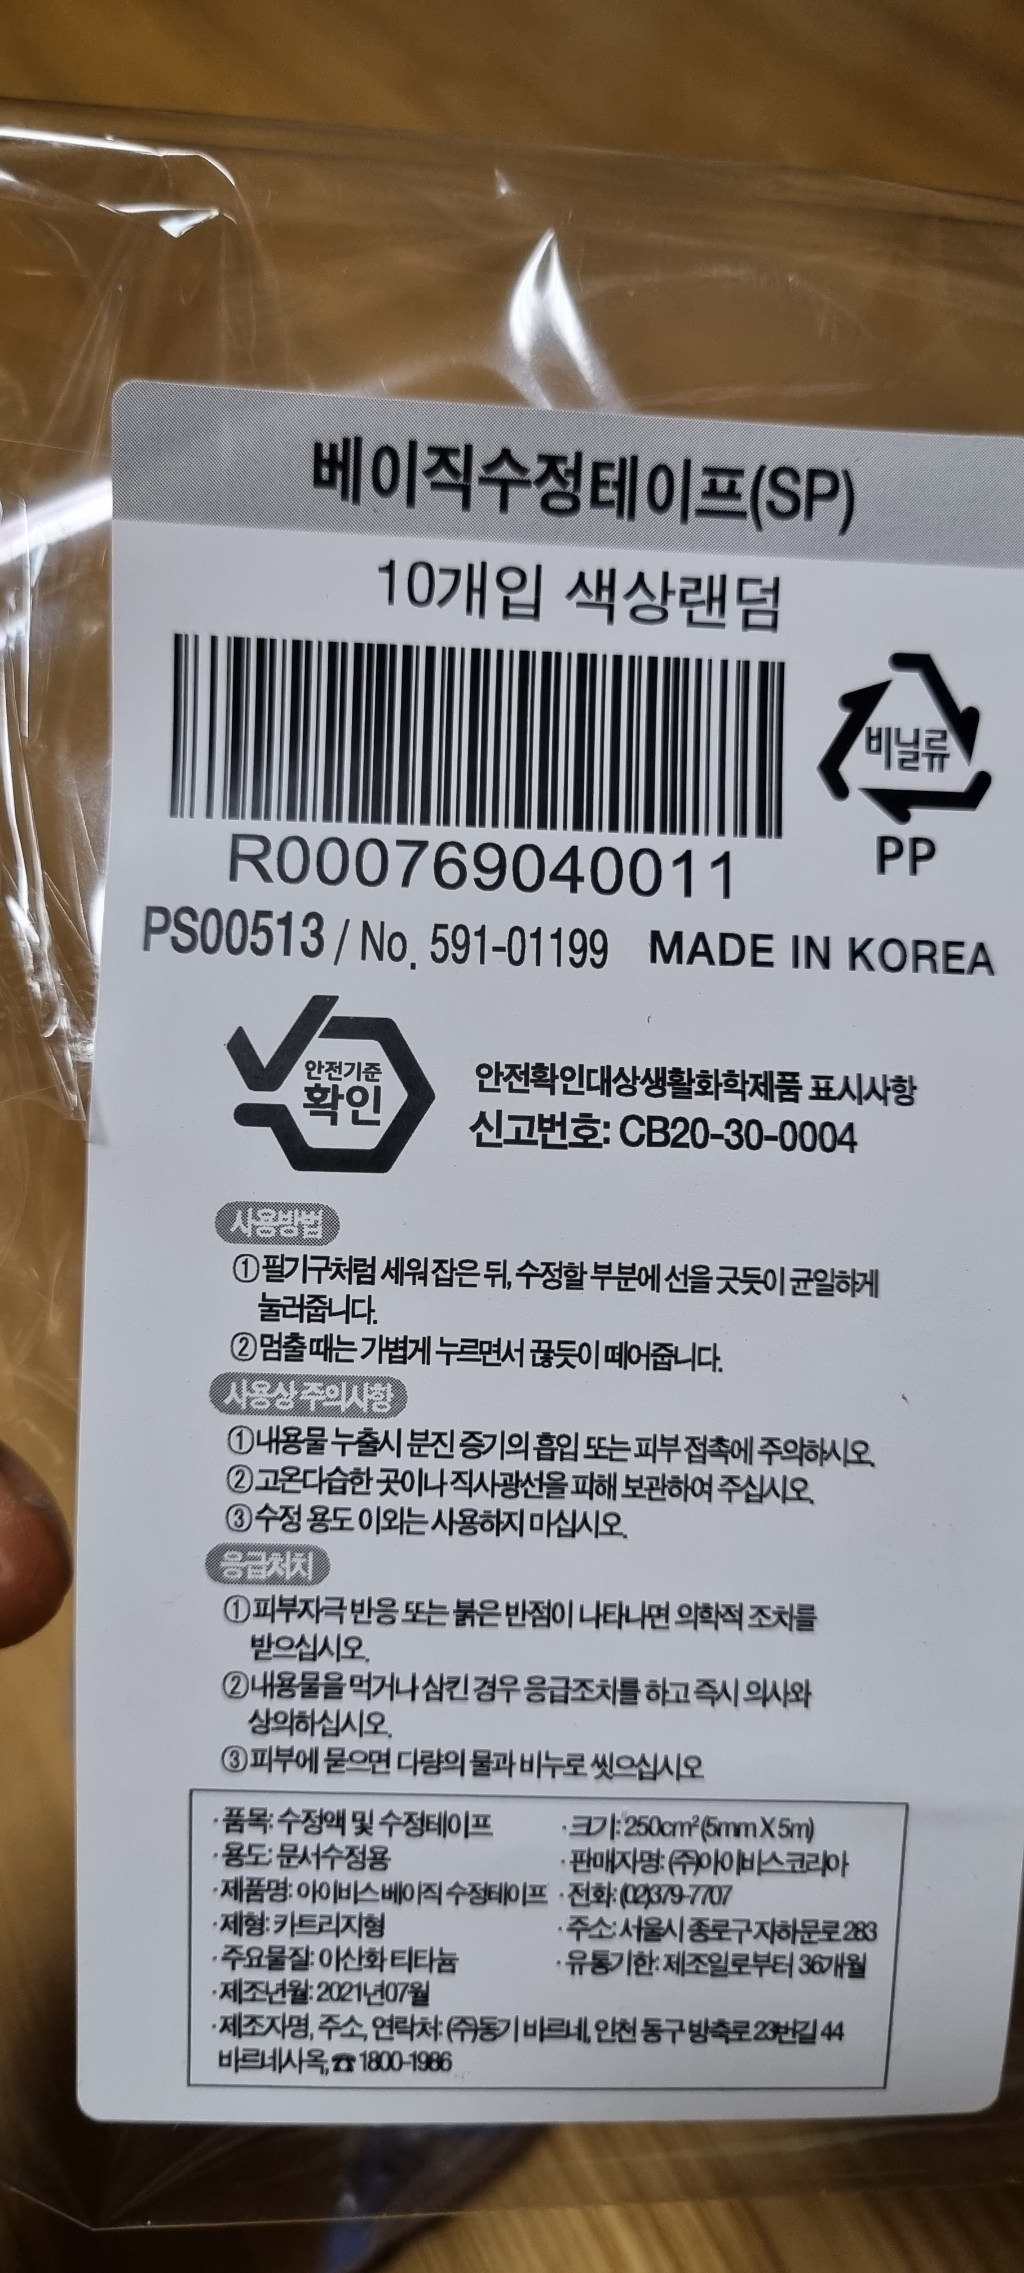 베이직수정테이프(SP)
10개입 색상랜덤
비닐류
PP
R000769040011
PS00513 / No. 591-01199 MADE IN KOREA
안전기준
확인
안전확인대상생활화학제품 표시사항
신고번호: CB20-30-0004
사용방법
①필기구처럼 세워 잡은 뒤, 수정할 부분에 선을 긋듯이 균일하게
눌러줍니다.
②멈출 때는 가볍게 누르면서 끊듯이 떼어줍니다.
사용상 주의사항
①내용물 누출시 분진 증기의 흡입 또는 피부 접촉에 주의하시오.
②고온다습한 곳이나 직사광선을 피해 보관하여 주십시오.
③수정 용도 이외는 사용하지 마십시오.
응급처치
①피부자극 반응 또는 붉은 반점이 나타나면 의학적 조치를
받으십시오.
②내용물을 먹거나 삼킨 경우 응급조치를 하고 즉시 의사와
상의하십시오.
③피부에 묻으면 다량의 물과 비누로 씻으십시오
·품목: 수정액 및 수정테이프 ·크기: 250cm²(5mm X 5m)
·용도: 문서수정용 ·판매자명: (주)아이비스코리아
·제품명: 아이비스 베이직 수정테이프 ·전화: (02)379-7707
·제형: 카트리지형 ·주소: 서울시 종로구 자하문로 283
·주요물질: 이산화 티타늄 ·유통기한: 제조일로부터 36개월
·제조년월: 2021년07월
·제조자명, 주소, 연락처: (주)동기 바르네, 인천 동구 방축로 23번길 44
바르네사옥, ☎ 1800-1986